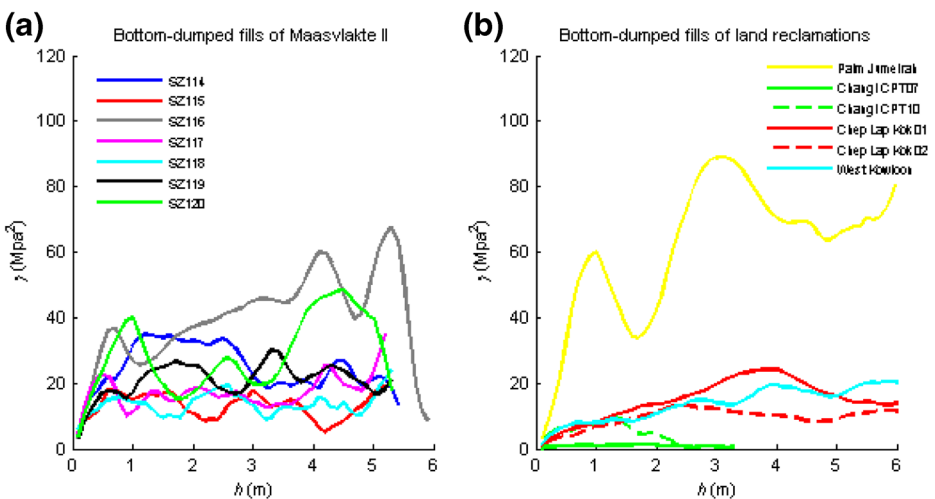 (a)
Bottom-dumped fills of Maasvlakte II
120
100
80
60
40
20
0
γ (Mpa²)
SZ114
SZ115
SZ116
SZ117
SZ118
SZ119
SZ120
0 1 2 3 4 5 6
h (m)
(b)
Bottom-dumped fills of land reclamations
120
100
80
60
40
20
0
γ (Mpa²)
Palm Jumeirah
Changi CPT07
Changi CPT10
Chep Lap Kok 01
Chep Lap Kok 02
West Kowloon
0 1 2 3 4 5 6
h (m)